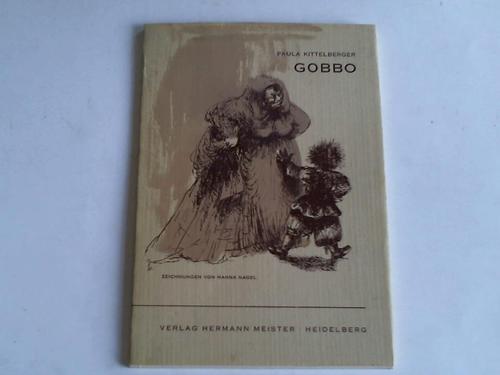 PAULA KITTELBERGER
GOBBO
ZEICHNUNGEN VON HANNA NAGEL
VERLAG HERMANN MEISTER · HEIDELBERG